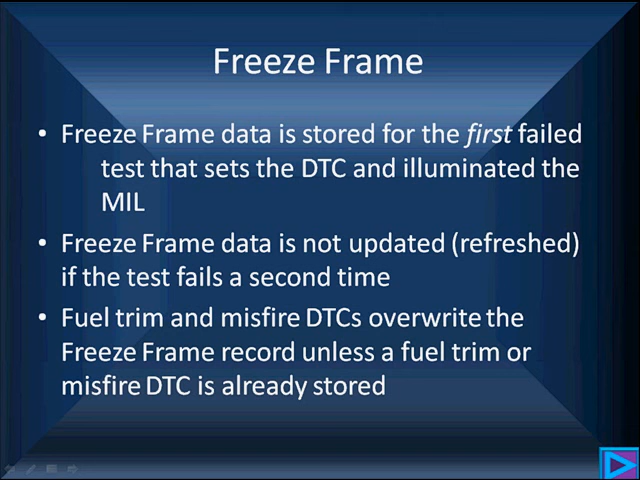 Freeze Frame
• Freeze Frame data is stored for the first failed
test that sets the DTC and illuminated the
MIL
• Freeze Frame data is not updated (refreshed)
if the test fails a second time
• Fuel trim and misfire DTCs overwrite the
Freeze Frame record unless a fuel trim or
misfire DTC is already stored